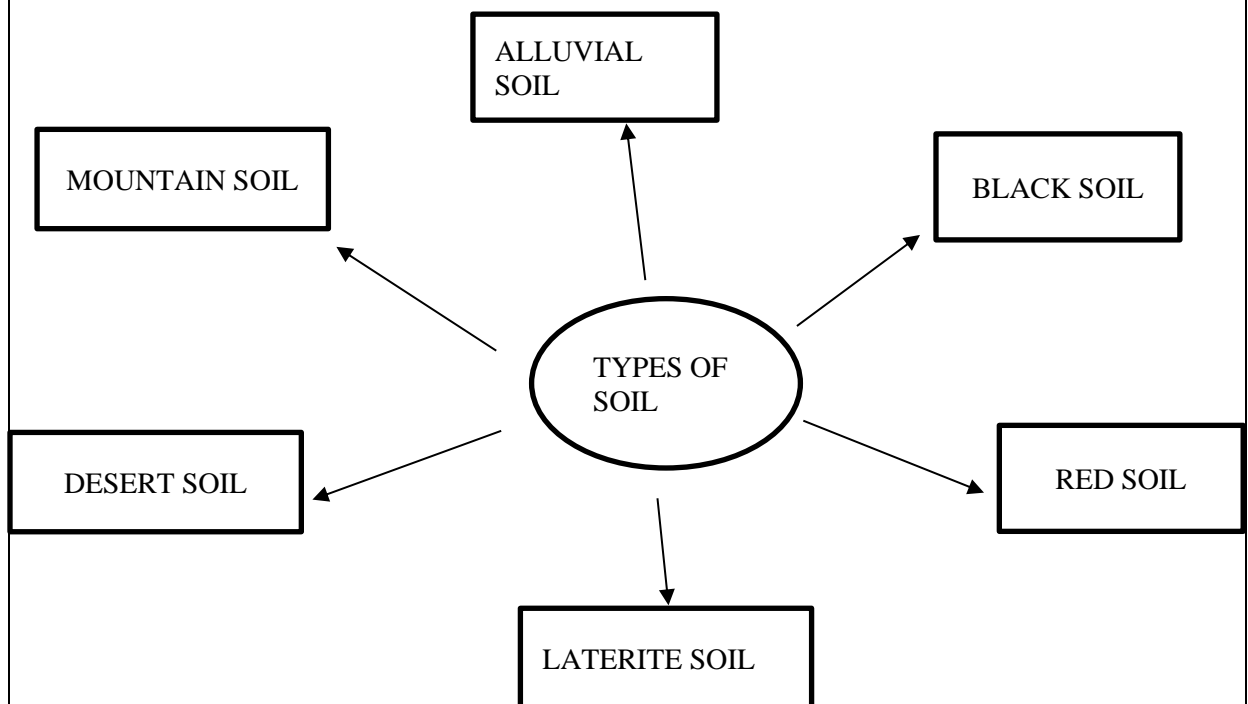 ALLUVIAL
SOIL
MOUNTAIN SOIL
BLACK SOIL
TYPES OF
SOIL
DESERT SOIL
RED SOIL
LATERITE SOIL